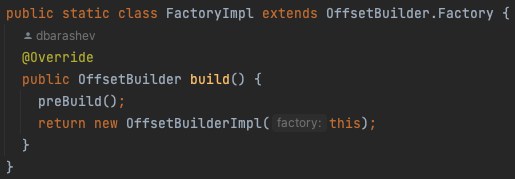 public static class FactoryImpl extends OffsetBuilder.Factory {
dbarashev
@Override
public OffsetBuilder build() {
preBuild();
return new OffsetBuilderImpl( factory: this);
}
}